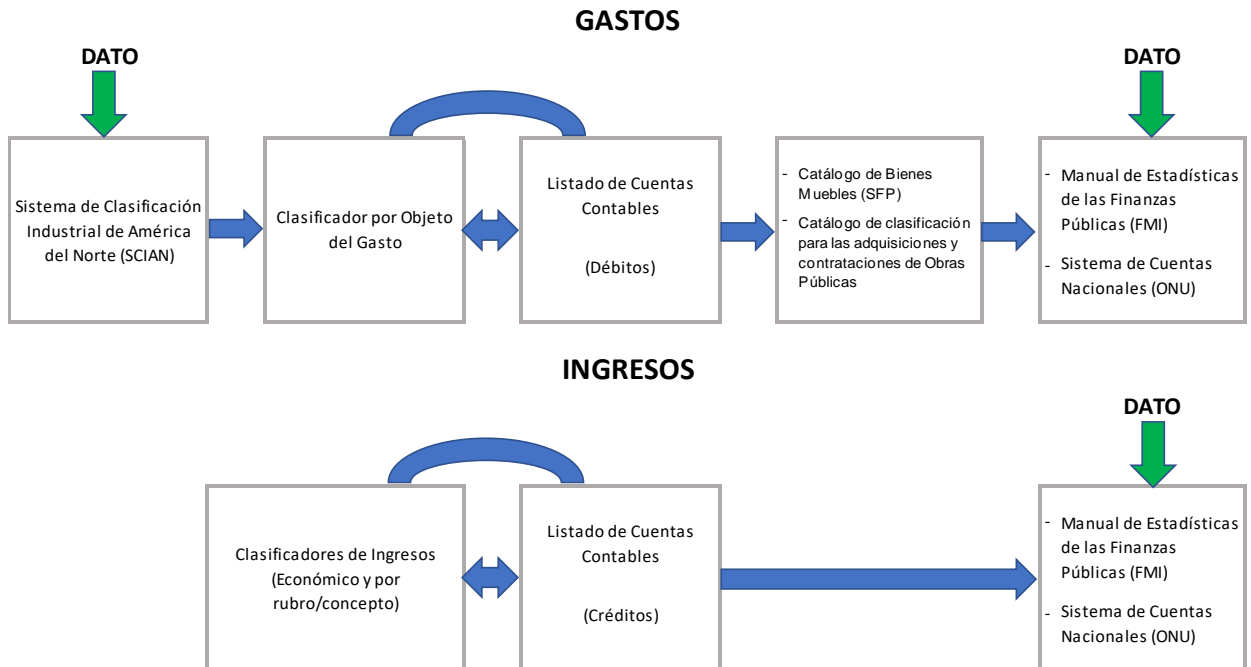 GASTOS
DATO
DATO
Sistema de Clasificación
Industrial de América
del Norte (SCIAN)
Clasificador por Objeto
del Gasto
Listado de Cuentas
Contables
(Débitos)
- Catálogo de Bienes
Muebles (SFP)
- Catálogo de clasificación
para las adquisiciones y
contrataciones de Obras
Públicas
- Manual de Estadísticas
de las Finanzas
Públicas (FMI)
- Sistema de Cuentas
Nacionales (ONU)
INGRESOS
DATO
Clasificadores de Ingresos
(Económico y por
rubro/concepto)
Listado de Cuentas
Contables
(Créditos)
- Manual de Estadísticas
de las Finanzas
Públicas (FMI)
- Sistema de Cuentas
Nacionales (ONU)